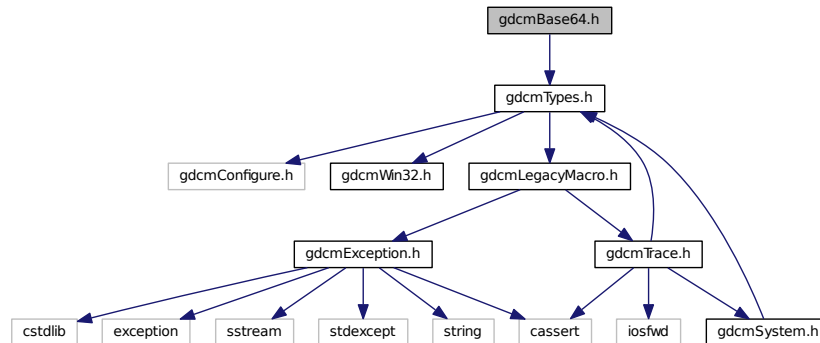 gdcmBase64.h
gdcmTypes.h
gdcmConfigure.h
gdcmWin32.h
gdcmLegacyMacro.h
gdcmException.h
gdcmTrace.h
cstdlib
exception
sstream
stdexcept
string
cassert
iosfwd
gdcmSystem.h